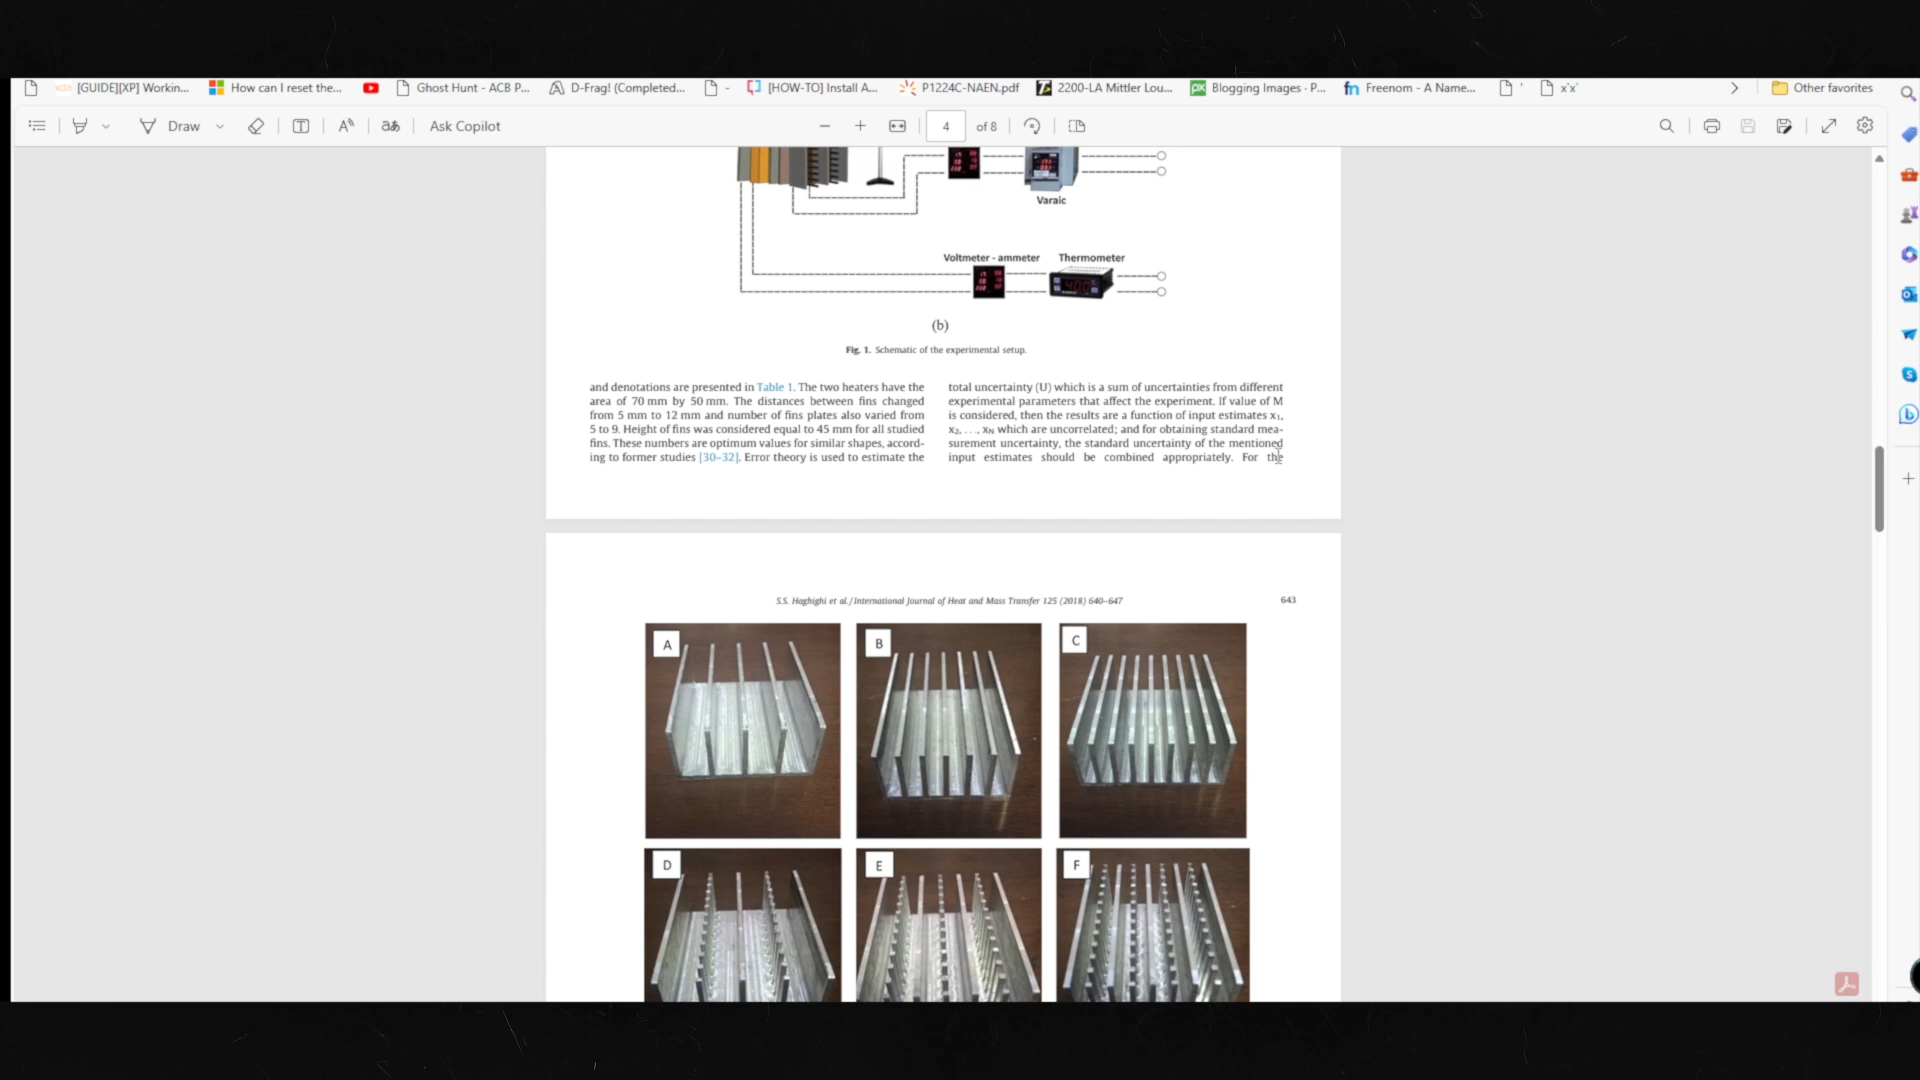 [GUIDE][XP] Workin...
How can I reset the...
Ghost Hunt - ACB P...
D-Frag! (Completed...
-
[HOW-TO] Install A...
P1224C-NAEN.pdf
2200-LA Mittler Lou...
Blogging Images · P...
Freenom - A Name...
'
x`x'
Other favorites
Draw
aあ
Ask Copilot
4 of 8
Varaic
Voltmeter - ammeter Thermometer
(b)
Fig. 1. Schematic of the experimental setup.
and denotations are presented in Table 1. The two heaters have the
area of 70 mm by 50 mm. The distances between fins changed
from 5 mm to 12 mm and number of fins plates also varied from
5 to 9. Height of fins was considered equal to 45 mm for all studied
fins. These numbers are optimum values for similar shapes, accord-
ing to former studies [30–32]. Error theory is used to estimate the
total uncertainty (U) which is a sum of uncertainties from different
experimental parameters that affect the experiment. If value of M
is considered, then the results are a function of input estimates x₁,
x₂, . . ., xN which are uncorrelated; and for obtaining standard mea-
surement uncertainty, the standard uncertainty of the mentioned
input estimates should be combined appropriately. For the
S.S. Haghighi et al. / International Journal of Heat and Mass Transfer 125 (2018) 640–647
643
A
B
C
D
E
F